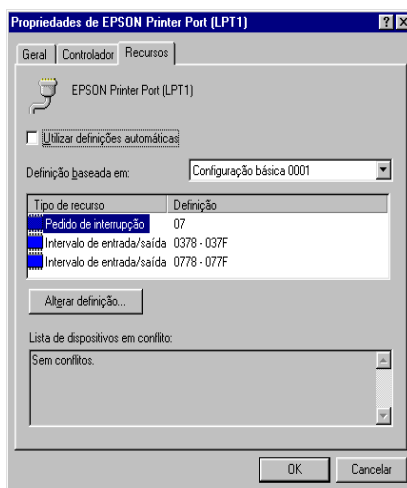 Propriedades de EPSON Printer Port (LPT1)
Geral Controlador Recursos
EPSON Printer Port (LPT1)
Utilizar definições automáticas
Definição baseada em: Configuração básica 0001
Tipo de recurso Definição
Pedido de interrupção 07
Intervalo de entrada/saída 0378 - 037F
Intervalo de entrada/saída 0778 - 077F
Alterar definição...
Lista de dispositivos em conflito:
Sem conflitos.
OK Cancelar